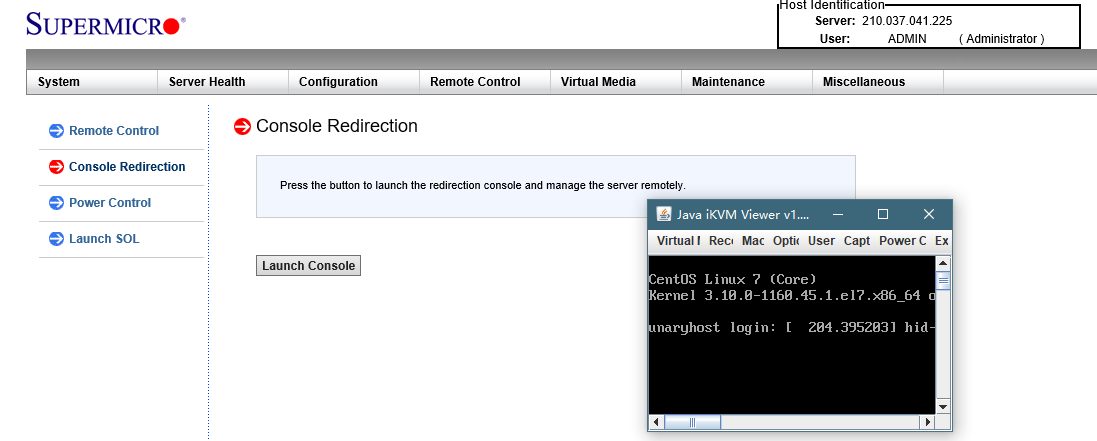 Host Identification
SUPERMICRO®
Server: 210.037.041.225
User: ADMIN ( Administrator )
System Server Health Configuration Remote Control Virtual Media Maintenance Miscellaneous
Remote Control
Console Redirection
Power Control
Launch SOL
Console Redirection
Press the button to launch the redirection console and manage the server remotely.
Launch Console
Java iKVM Viewer v1....
Virtual Rec Mac Optic User Capt Power C Ex
CentOS Linux 7 (Core)
Kernel 3.10.0-1160.45.1.el7.x86_64 o
unaryhost login: [ 204.395203] hid-